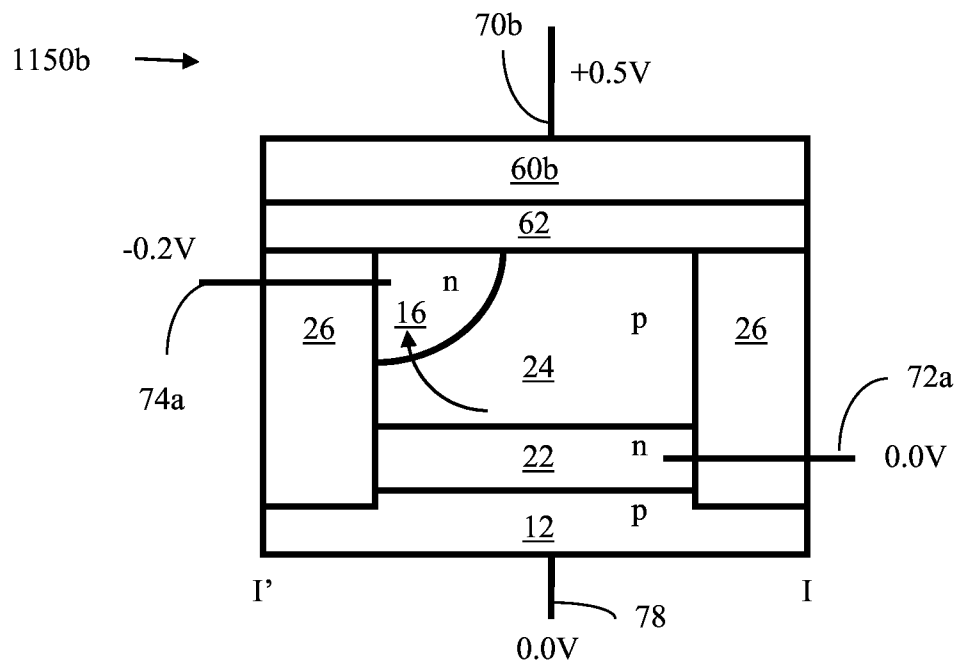 70b
1150b
+0.5V
60b
62
-0.2V
n
16
26
p
26
24
74a
72a
n
22
0.0V
p
12
I’
I
78
0.0V